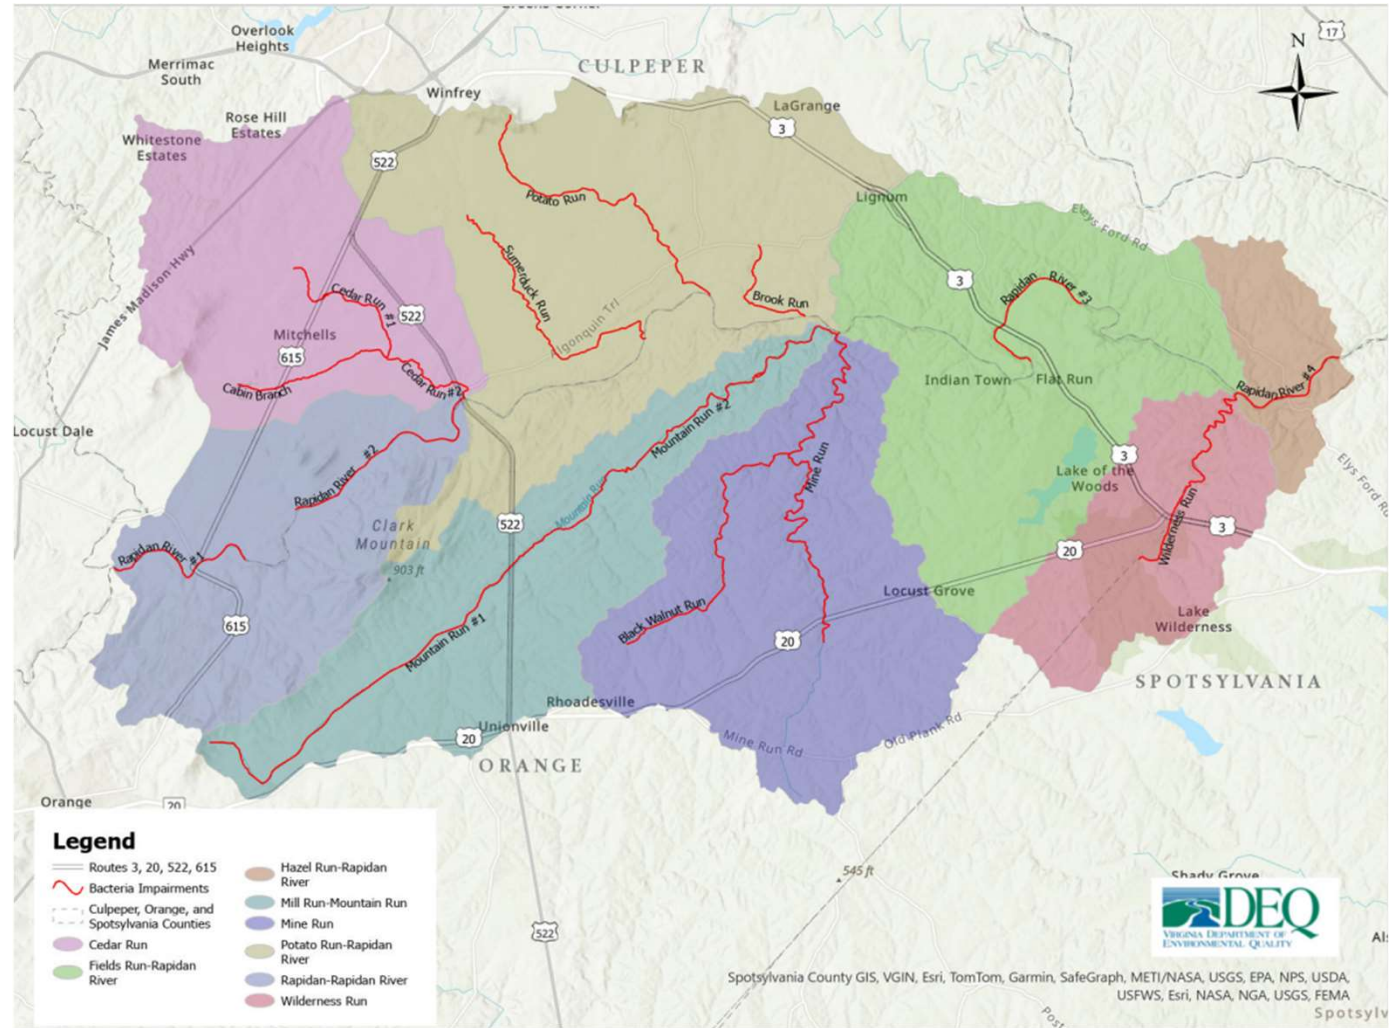 Greens Corner
Overlook
Heights
17
N
CULPEPER
Merrimac
South
Winfrey
LaGrange
Rose Hill
Estates
3
Whitestone
Estates
522
Potato Run
Lignum
Eleys Ford Rd
James Madison Hwy
Sumerduck Run
Cedar Run #1
522
Brook Run
3
Rapidan River #3
Mitchells
615
Algonquin Trl
Cabin Branch
Cedar Run #2
Indian Town
Flat Run
Rapidan River #4
Locust Dale
Mountain Run #2
Rapidan River #2
Mine Run
3
Lake of the
Woods
Elys Ford Rd
Clark
Mountain
903 ft
522
Mountain Run
Wilderness Run
3
20
Rapidan River #1
615
Black Walnut Run
Locust Grove
20
Lake
Wilderness
Mountain Run #1
SPOTSYLVANIA
Rhoadesville
Unionville
20
Mine Run Rd
Old Plank Rd
ORANGE
Orange
20
545 ft
Shady Grove
522
Legend
Routes 3, 20, 522, 615
Bacteria Impairments
Culpeper, Orange, and
Spotsylvania Counties
Cedar Run
Fields Run-Rapidan
River
Hazel Run-Rapidan
River
Mill Run-Mountain Run
Mine Run
Potato Run-Rapidan
River
Rapidan-Rapidan River
Wilderness Run
DEQ
VIRGINIA DEPARTMENT OF
ENVIRONMENTAL QUALITY
Spotsylvania County GIS, VGIN, Esri, TomTom, Garmin, SafeGraph, METI/NASA, USGS, EPA, NPS, USDA,
USFWS, Esri, NASA, NGA, USGS, FEMA